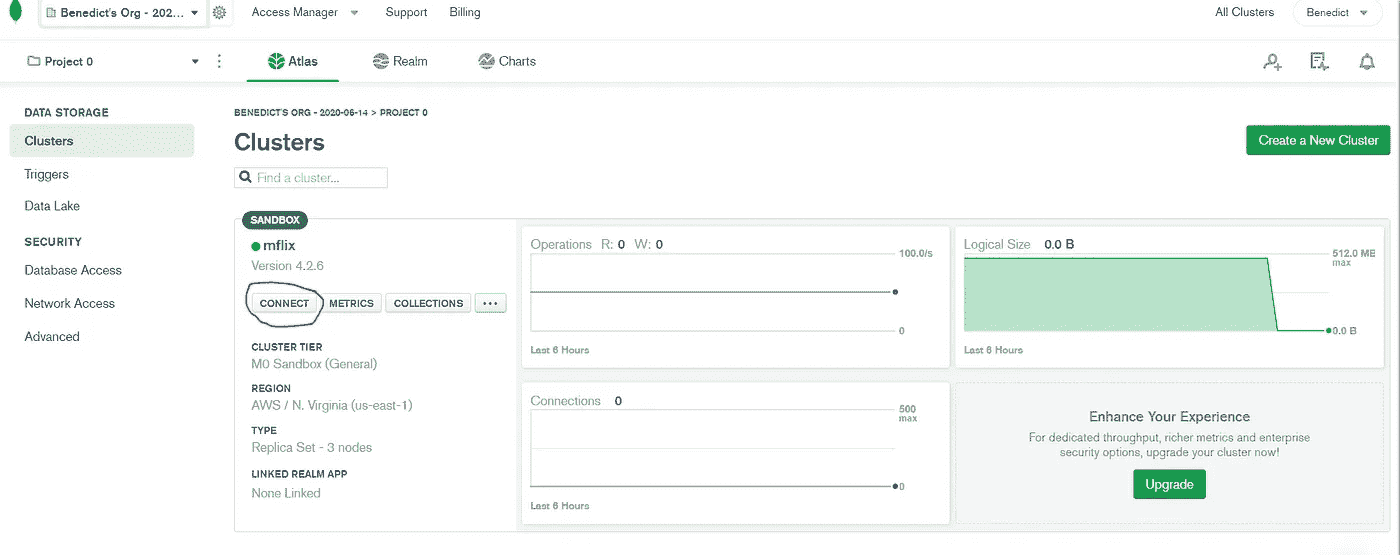 Benedict's Org - 202...
Access Manager
Support
Billing
All Clusters
Benedict
Project 0
Atlas
Realm
Charts
DATA STORAGE
Clusters
Triggers
Data Lake
SECURITY
Database Access
Network Access
Advanced
BENEDICT'S ORG - 2020-06-14 > PROJECT 0
Clusters
Create a New Cluster
Find a cluster...
SANDBOX
mflix
Version 4.2.6
CONNECT
METRICS
COLLECTIONS
...
CLUSTER TIER
M0 Sandbox (General)
REGION
AWS / N. Virginia (us-east-1)
TYPE
Replica Set - 3 nodes
LINKED REALM APP
None Linked
Operations R: 0 W: 0
100.0/s
0
Last 6 Hours
Logical Size 0.0 B
512.0 MB
max
0.0 B
Last 6 Hours
Connections 0
500
max
0
Last 6 Hours
Enhance Your Experience
For dedicated throughput, richer metrics and enterprise
security options, upgrade your cluster now!
Upgrade